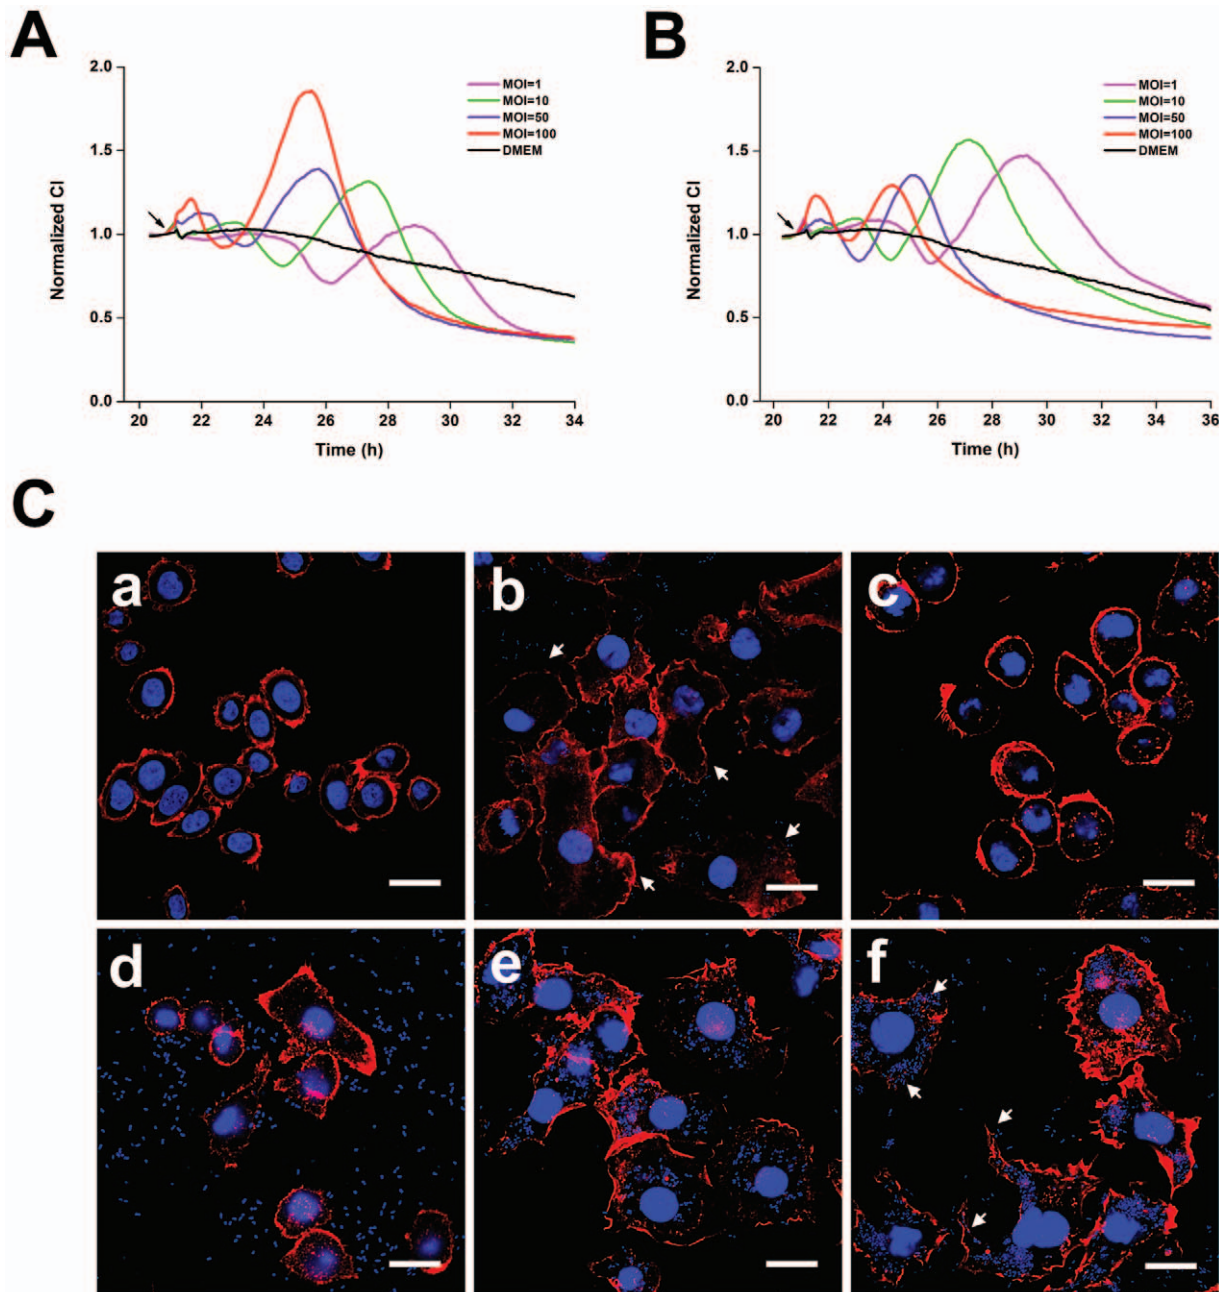 A
B
2.0
1.5
1.0
0.5
0.0
Normalized CI
MOI=1
MOI=10
MOI=50
MOI=100
DMEM
20 22 24 26 28 30 32 34
Time (h)
2.0
1.5
1.0
0.5
0.0
Normalized CI
MOI=1
MOI=10
MOI=50
MOI=100
DMEM
20 22 24 26 28 30 32 34 36
Time (h)
C
a
b
c
d
e
f